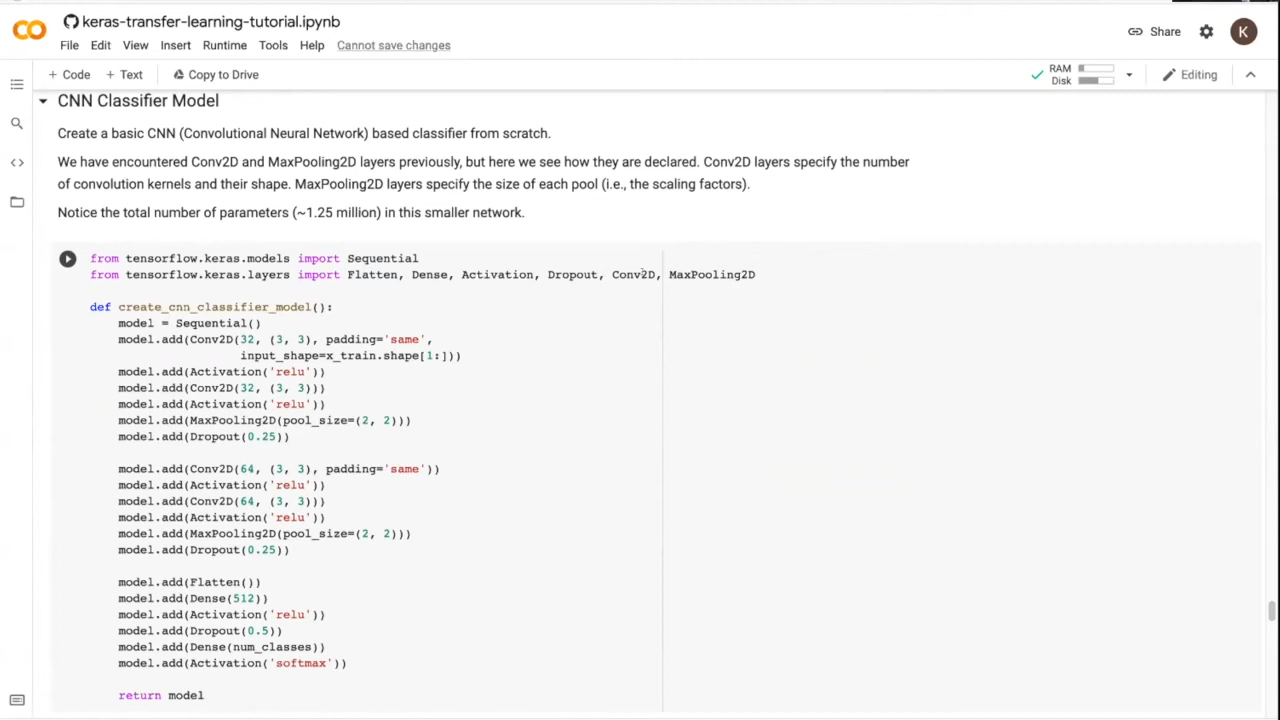 keras-transfer-learning-tutorial.ipynb
Share
K
File Edit View Insert Runtime Tools Help Cannot save changes
+ Code + Text Copy to Drive
RAM
Disk
Editing
CNN Classifier Model
Create a basic CNN (Convolutional Neural Network) based classifier from scratch.
We have encountered Conv2D and MaxPooling2D layers previously, but here we see how they are declared. Conv2D layers specify the number
of convolution kernels and their shape. MaxPooling2D layers specify the size of each pool (i.e., the scaling factors).
Notice the total number of parameters (~1.25 million) in this smaller network.
from tensorflow.keras.models import Sequential
from tensorflow.keras.layers import Flatten, Dense, Activation, Dropout, Conv2D, MaxPooling2D
def create_cnn_classifier_model():
model = Sequential()
model.add(Conv2D(32, (3, 3), padding='same',
input_shape=x_train.shape[1:]))
model.add(Activation('relu'))
model.add(Conv2D(32, (3, 3)))
model.add(Activation('relu'))
model.add(MaxPooling2D(pool_size=(2, 2)))
model.add(Dropout(0.25))
model.add(Conv2D(64, (3, 3), padding='same'))
model.add(Activation('relu'))
model.add(Conv2D(64, (3, 3)))
model.add(Activation('relu'))
model.add(MaxPooling2D(pool_size=(2, 2)))
model.add(Dropout(0.25))
model.add(Flatten())
model.add(Dense(512))
model.add(Activation('relu'))
model.add(Dropout(0.5))
model.add(Dense(num_classes))
model.add(Activation('softmax'))
return model